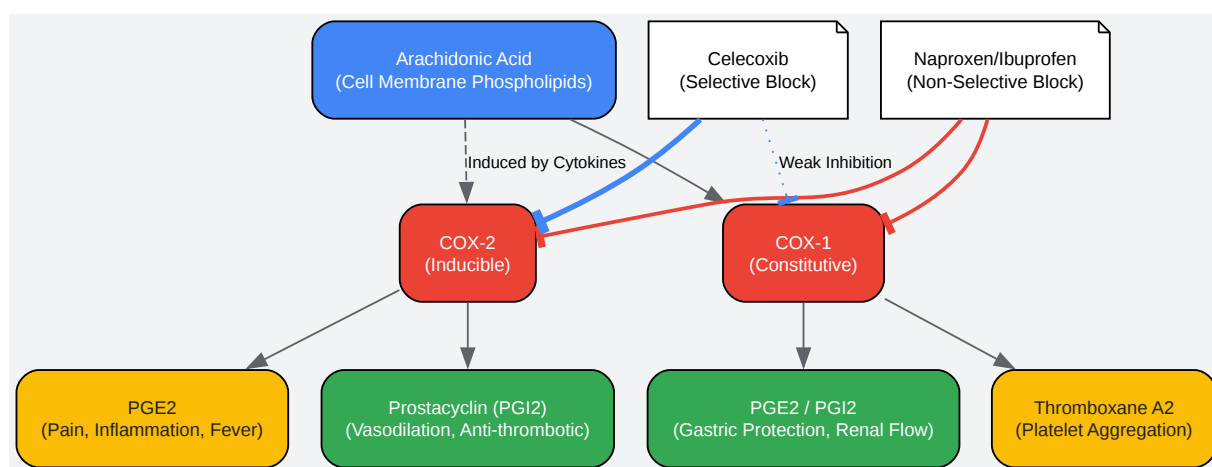 Arachidonic Acid
(Cell Membrane Phospholipids)
Celecoxib
(Selective Block)
Naproxen/Ibuprofen
(Non-Selective Block)
Induced by Cytokines
Weak Inhibition
COX-2
(Inducible)
COX-1
(Constitutive)
PGE2
(Pain, Inflammation, Fever)
Prostacyclin (PGI2)
(Vasodilation, Anti-thrombotic)
PGE2 / PGI2
(Gastric Protection, Renal Flow)
Thromboxane A2
(Platelet Aggregation)